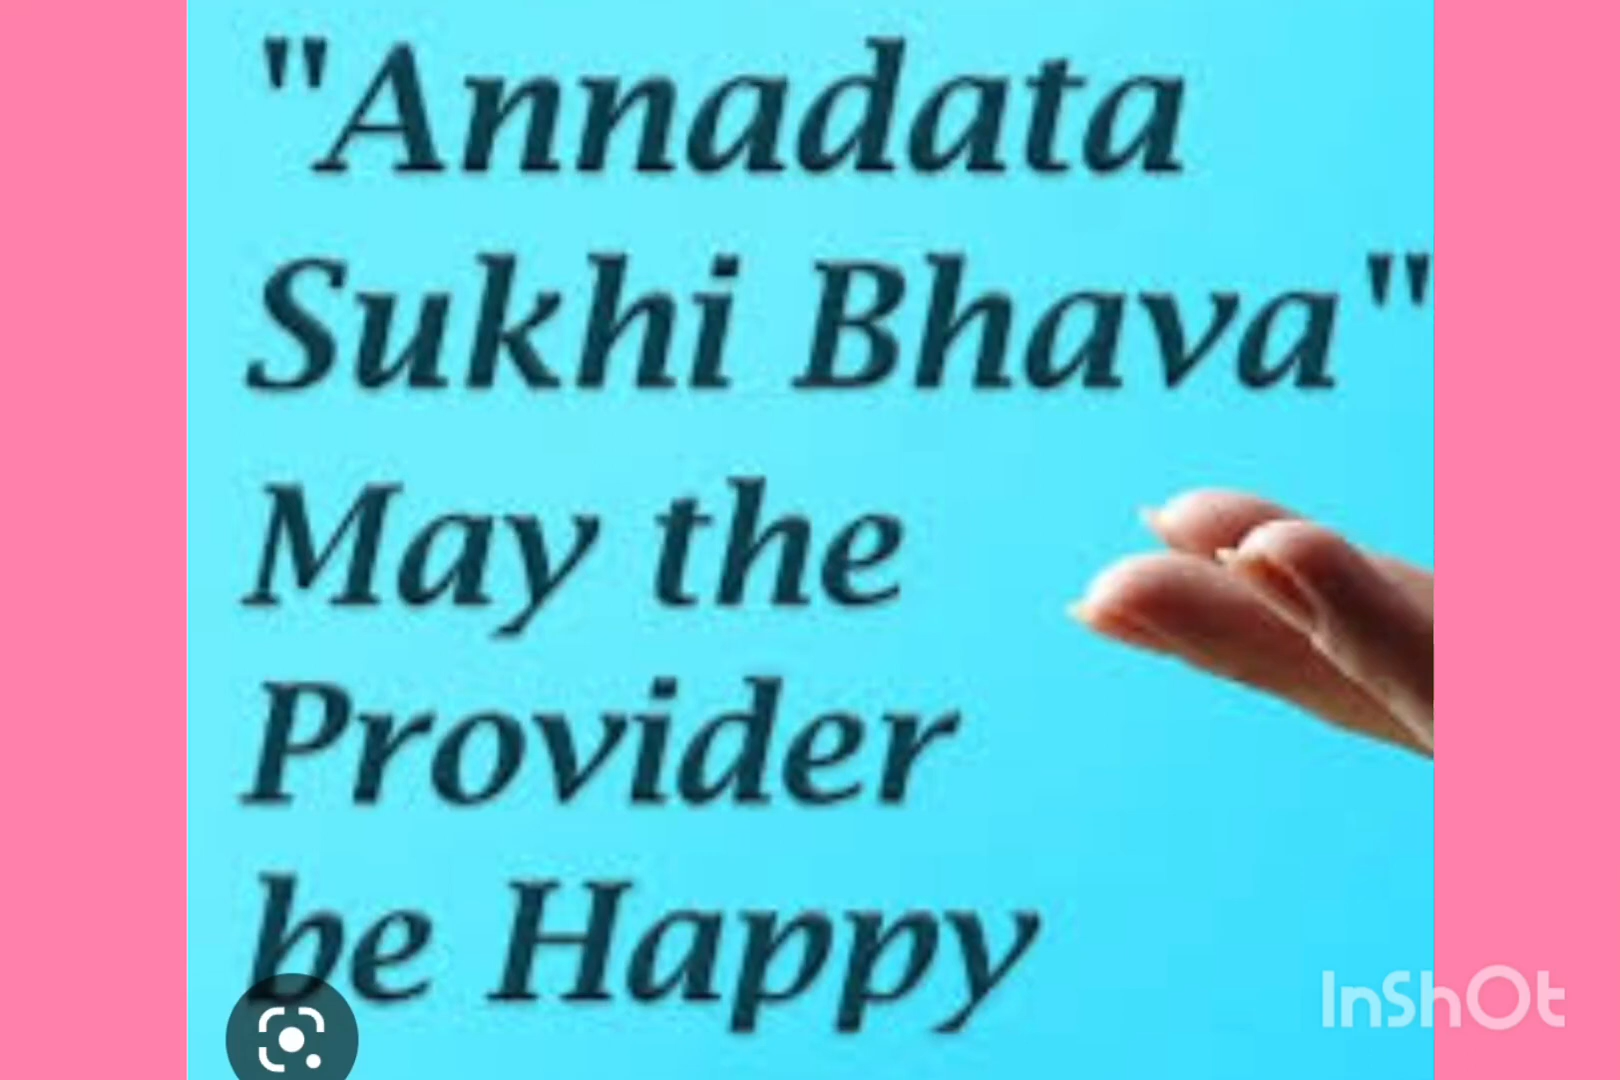 "Annadata
Sukhi Bhava"
May the
Provider
be Happy
InShOt